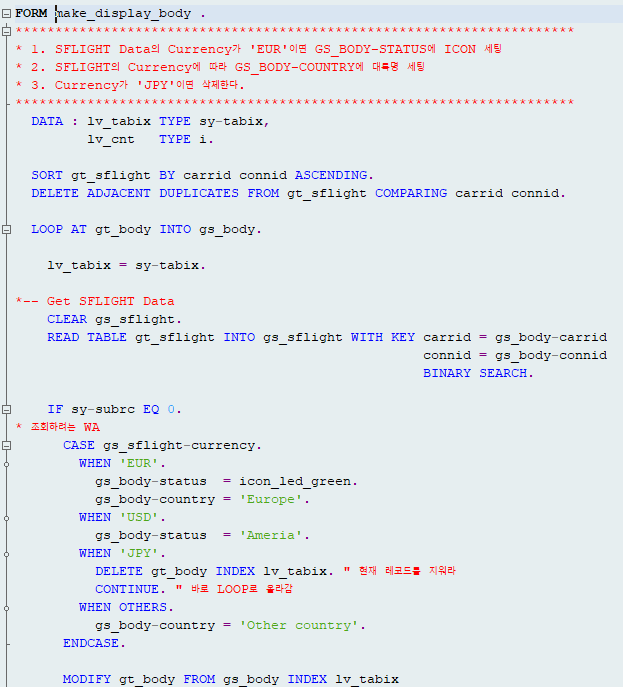 FORM make_display_body .
**********************************************************************
* 1. SFLIGHT Data의 Currency가 'EUR'이면 GS_BODY-STATUS에 ICON 세팅
* 2. SFLIGHT의 Currency에 따라 GS_BODY-COUNTRY에 대륙명 세팅
* 3. Currency가 'JPY'이면 삭제한다.
**********************************************************************
DATA : lv_tabix TYPE sy-tabix,
lv_cnt TYPE i.
SORT gt_sflight BY carrid connid ASCENDING.
DELETE ADJACENT DUPLICATES FROM gt_sflight COMPARING carrid connid.
LOOP AT gt_body INTO gs_body.
lv_tabix = sy-tabix.
*-- Get SFLIGHT Data
CLEAR gs_sflight.
READ TABLE gt_sflight INTO gs_sflight WITH KEY carrid = gs_body-carrid
connid = gs_body-connid
BINARY SEARCH.
IF sy-subrc EQ 0.
* 조회하려는 WA
CASE gs_sflight-currency.
WHEN 'EUR'.
gs_body-status = icon_led_green.
gs_body-country = 'Europe'.
WHEN 'USD'.
gs_body-status = 'Ameria'.
WHEN 'JPY'.
DELETE gt_body INDEX lv_tabix. " 현재 레코드를 지워라
CONTINUE. " 바로 LOOP로 올라감
WHEN OTHERS.
gs_body-country = 'Other country'.
ENDCASE.
MODIFY gt_body FROM gs_body INDEX lv_tabix